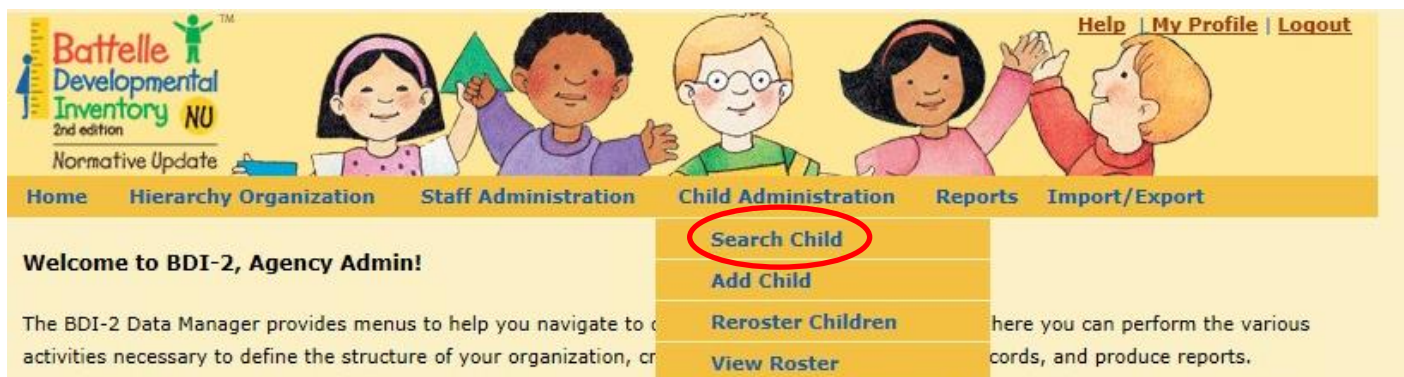 Battelle TM
Developmental
Inventory NU
2nd edition
Normative Update
Help | My Profile | Logout
Home Hierarchy Organization Staff Administration Child Administration Reports Import/Export
Search Child
Add Child
Reroster Children
View Roster
Welcome to BDI-2, Agency Admin!
The BDI-2 Data Manager provides menus to help you navigate to here you can perform the various
activities necessary to define the structure of your organization, cords, and produce reports.